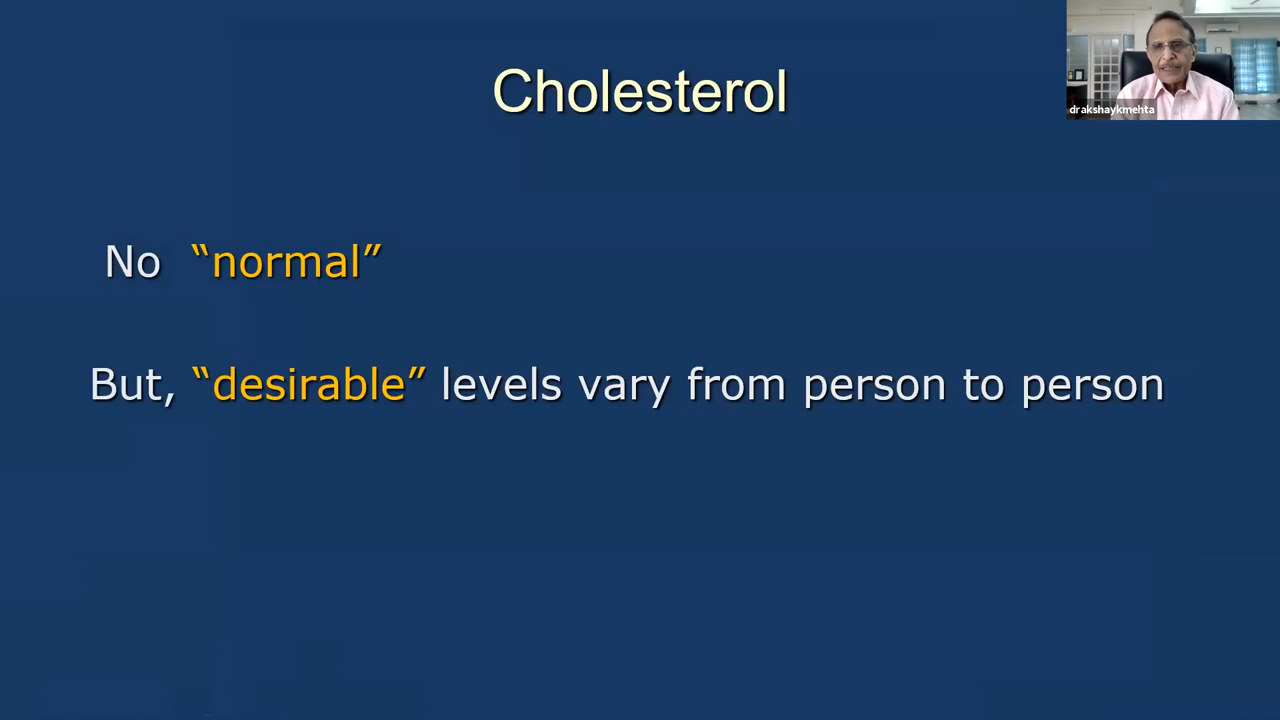 Cholesterol
drakshaykmehta
No “normal”
But, “desirable” levels vary from person to person